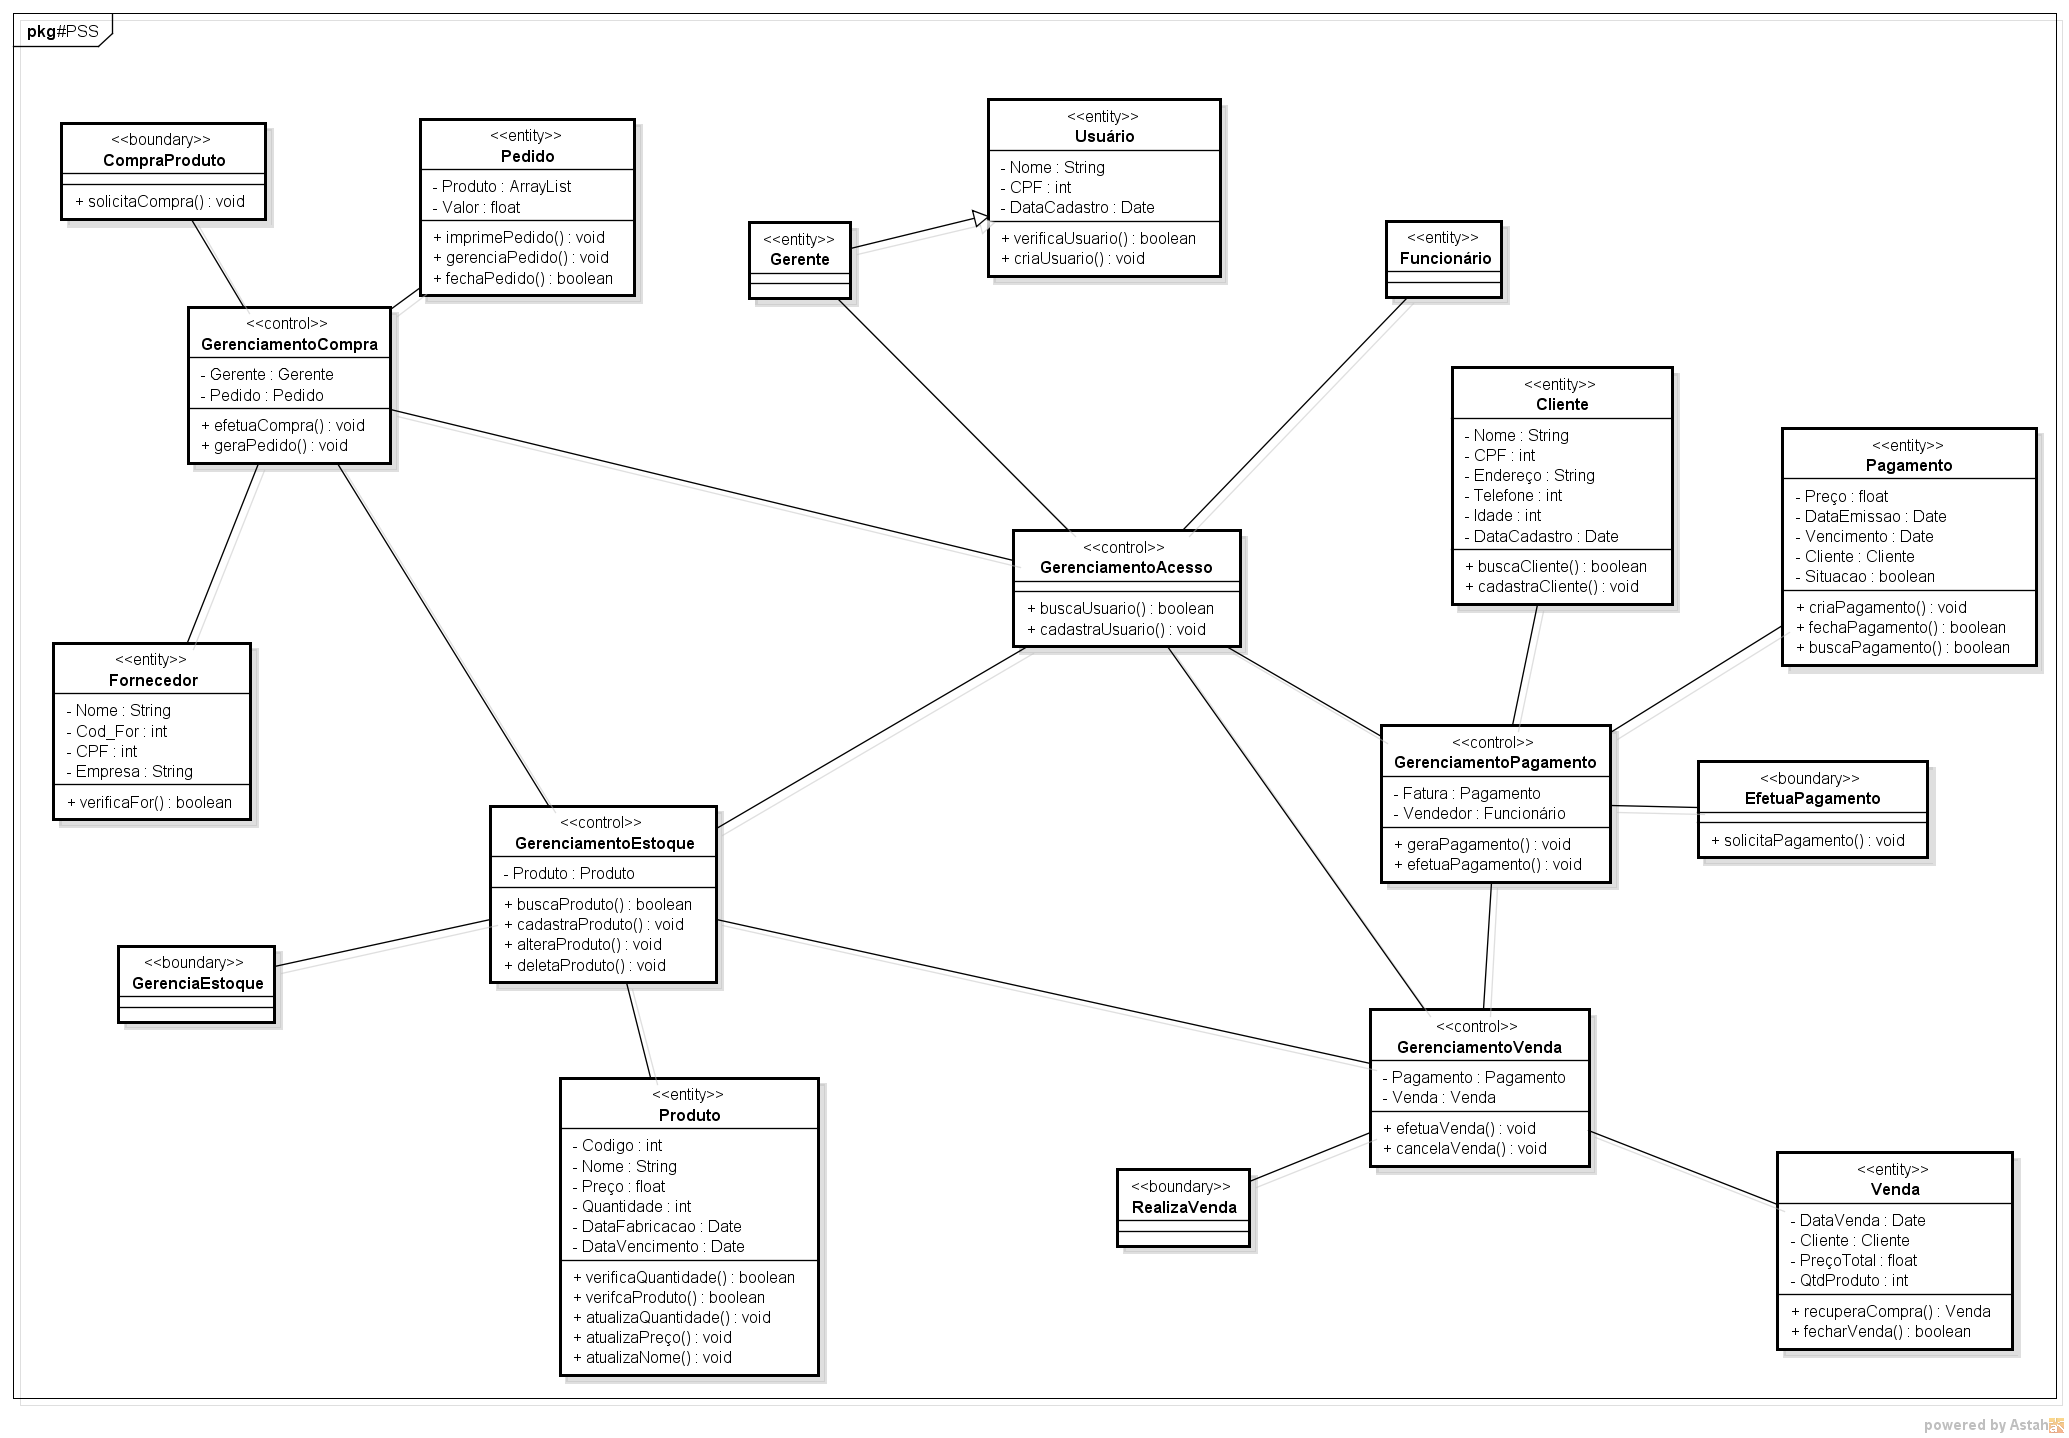 pkg#PSS
<<boundary>>
CompraProduto
+ solicitaCompra() : void
<<entity>>
Pedido
- Produto : ArrayList
- Valor : float
+ imprimePedido() : void
+ gerenciaPedido() : void
+ fechaPedido() : boolean
<<entity>>
Usuário
- Nome : String
- CPF : int
- DataCadastro : Date
+ verificaUsuario() : boolean
+ criaUsuario() : void
<<entity>>
Gerente
<<entity>>
Funcionário
<<control>>
GerenciamentoCompra
- Gerente : Gerente
- Pedido : Pedido
+ efetuaCompra() : void
+ geraPedido() : void
<<entity>>
Cliente
- Nome : String
- CPF : int
- Endereço : String
- Telefone : int
- Idade : int
- DataCadastro : Date
+ buscaCliente() : boolean
+ cadastraCliente() : void
<<entity>>
Pagamento
- Preço : float
- DataEmissao : Date
- Vencimento : Date
- Cliente : Cliente
- Situacao : boolean
+ criaPagamento() : void
+ fechaPagamento() : boolean
+ buscaPagamento() : boolean
<<control>>
GerenciamentoAcesso
+ buscaUsuario() : boolean
+ cadastraUsuario() : void
<<entity>>
Fornecedor
- Nome : String
- Cod_For : int
- CPF : int
- Empresa : String
+ verificaFor() : boolean
<<control>>
GerenciamentoPagamento
- Fatura : Pagamento
- Vendedor : Funcionário
+ geraPagamento() : void
+ efetuaPagamento() : void
<<boundary>>
EfetuaPagamento
+ solicitaPagamento() : void
<<control>>
GerenciamentoEstoque
- Produto : Produto
+ buscaProduto() : boolean
+ cadastraProduto() : void
+ alteraProduto() : void
+ deletaProduto() : void
<<boundary>>
GerenciaEstoque
<<control>>
GerenciamentoVenda
- Pagamento : Pagamento
- Venda : Venda
+ efetuaVenda() : void
+ cancelaVenda() : void
<<entity>>
Produto
- Codigo : int
- Nome : String
- Preço : float
- Quantidade : int
- DataFabricacao : Date
- DataVencimento : Date
+ verificaQuantidade() : boolean
+ verifcaProduto() : boolean
+ atualizaQuantidade() : void
+ atualizaPreço() : void
+ atualizaNome() : void
<<boundary>>
RealizaVenda
<<entity>>
Venda
- DataVenda : Date
- Cliente : Cliente
- PreçoTotal : float
- QtdProduto : int
+ recuperaCompra() : Venda
+ fecharVenda() : boolean
powered by Astah